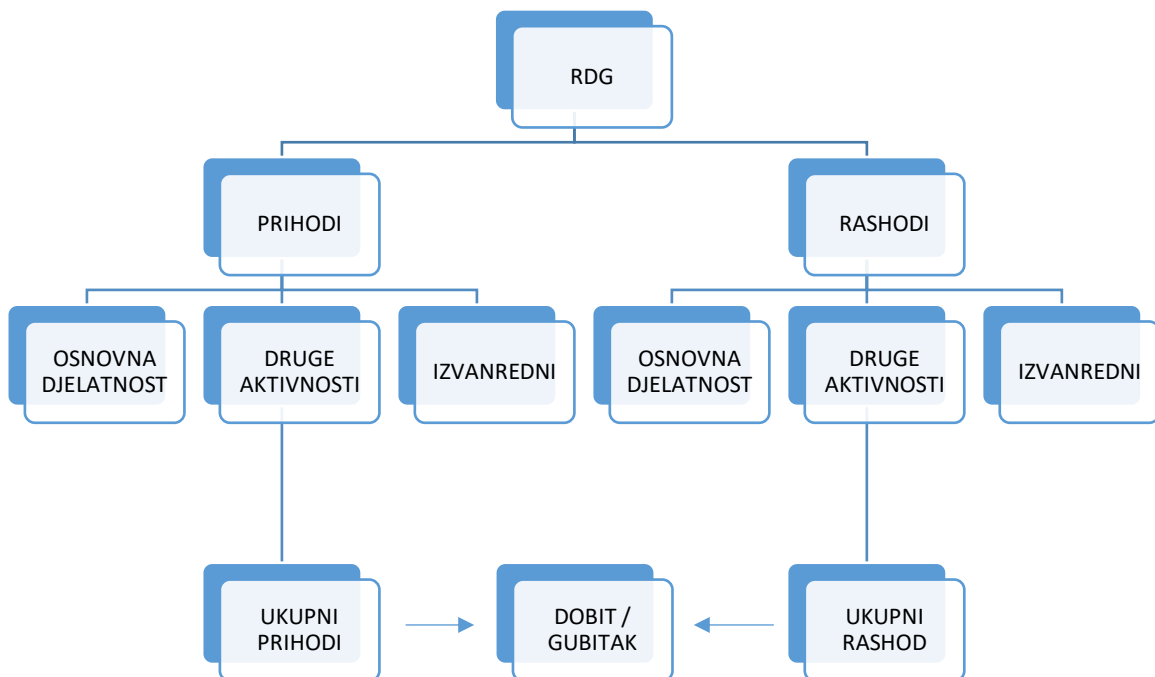 RDG
PRIHODI
RASHODI
OSNOVNA
DJELATNOST
DRUGE
AKTIVNOSTI
IZVANREDNI
OSNOVNA
DJELATNOST
DRUGE
AKTIVNOSTI
IZVANREDNI
UKUPNI
PRIHODI
DOBIT /
GUBITAK
UKUPNI
RASHOD